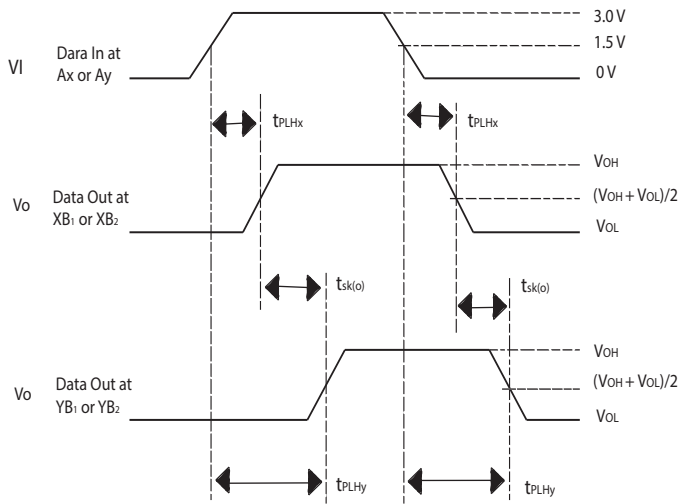 3.0 V
VI
Dara In at
Ax or Ay
1.5 V
0 V
tPLHx
tPLHx
VOH
Vo
Data Out at
XB1 or XB2
(VOH + VOL)/2
VOL
tsk(o)
tsk(o)
VOH
Vo
Data Out at
YB1 or YB2
(VOH + VOL)/2
VOL
tPLHy
tPLHy